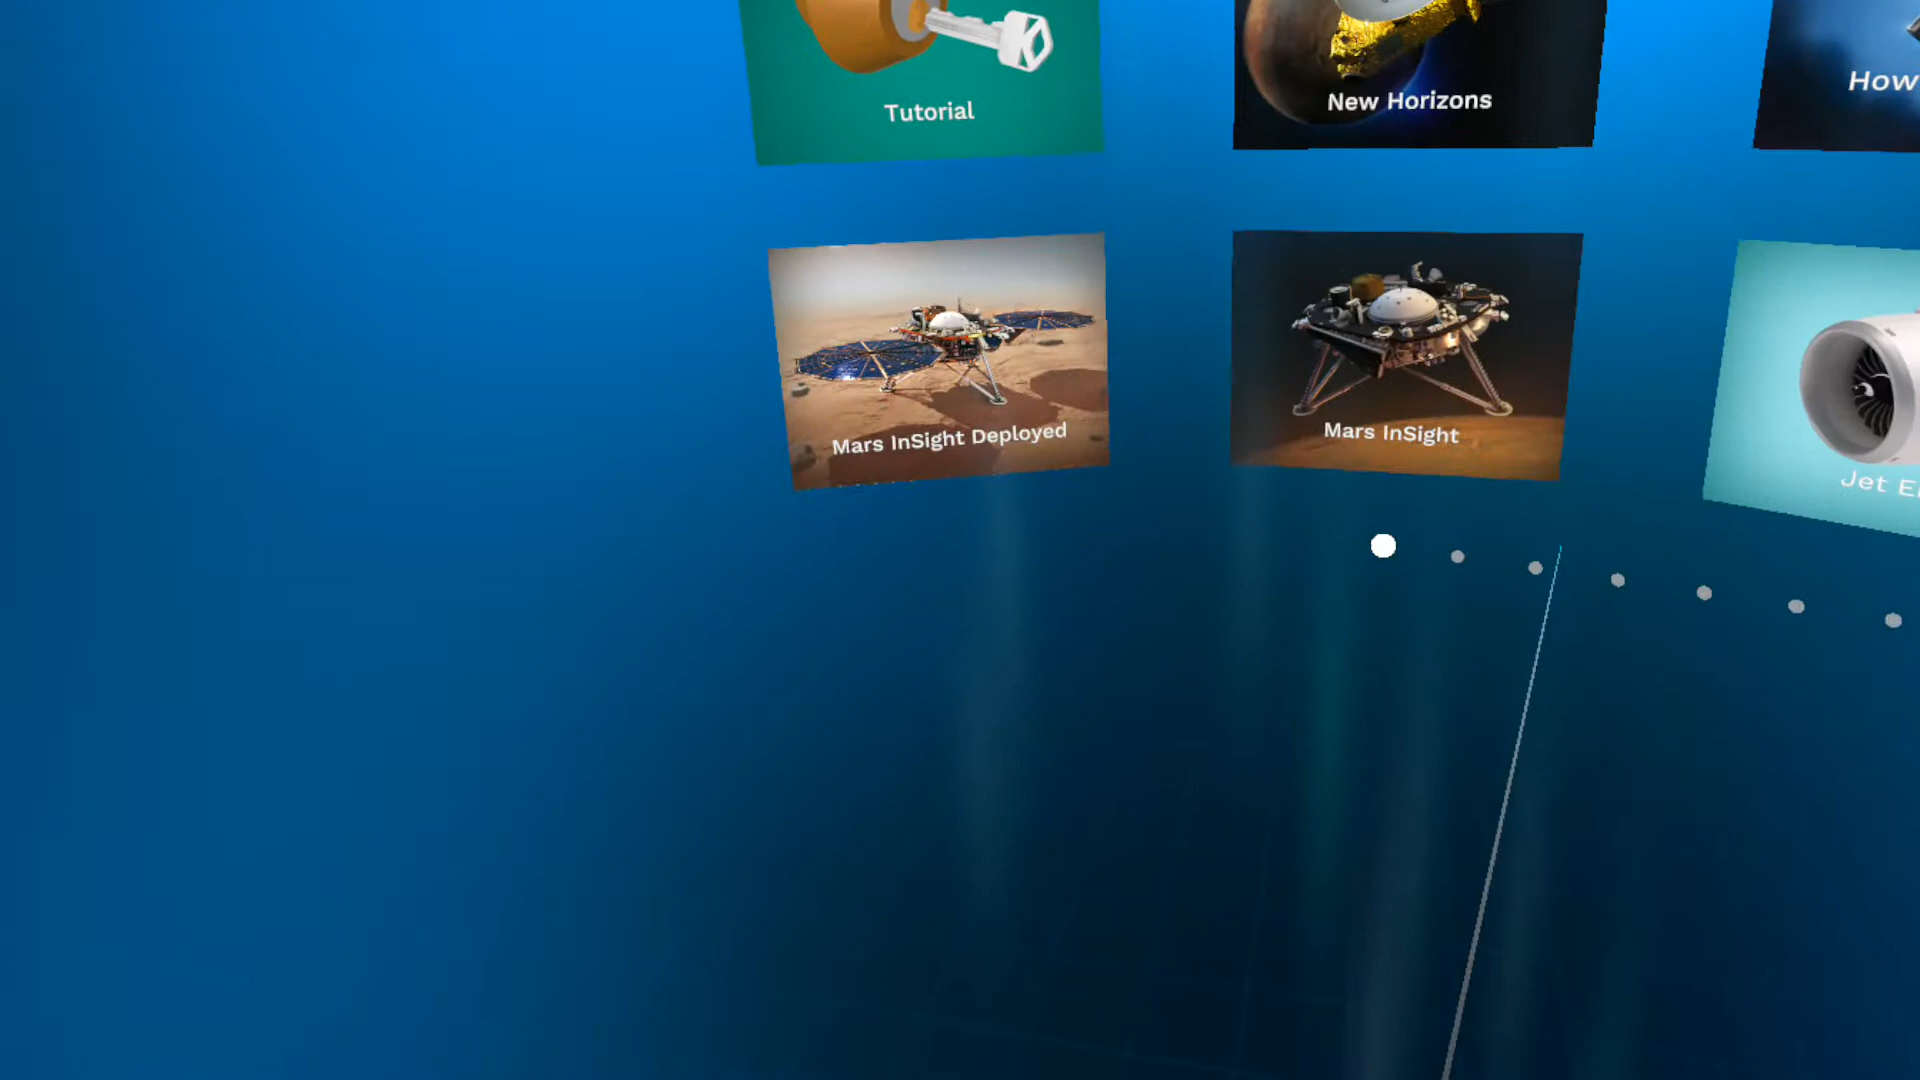 Tutorial
New Horizons
How
Mars InSight Deployed
Mars InSight
Jet